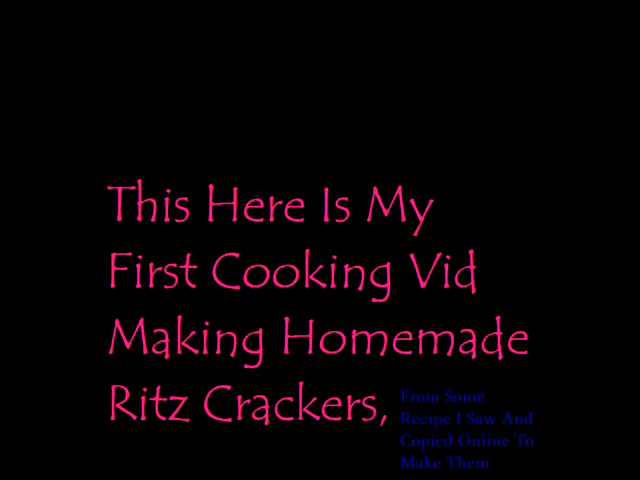 This Here Is My
First Cooking Vid
Making Homemade
Ritz Crackers,
From Some
Recipe I Saw And
Copied Online To
Make Them